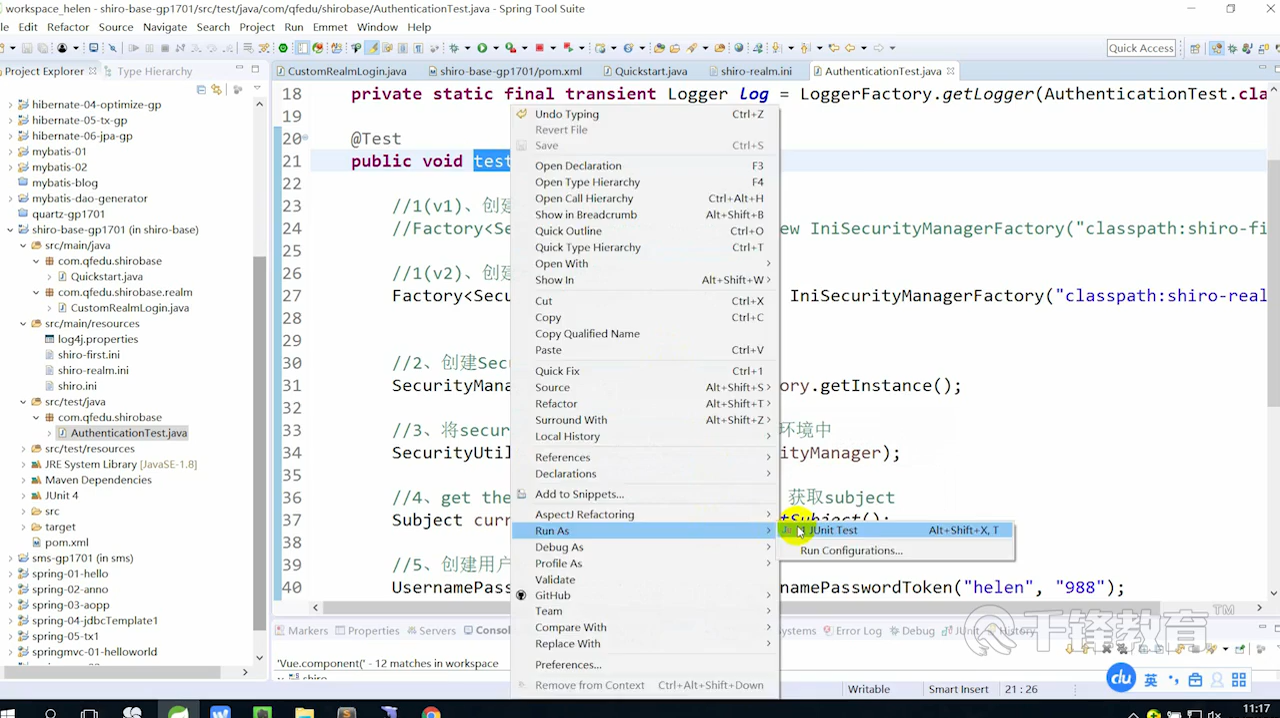 workspace_helen - shiro-base-gp1701/src/test/java/com/qfedu/shirobase/AuthenticationTest.java - Spring Tool Suite
Edit Refactor Source Navigate Search Project Run Emmet Window Help
Quick Access
Project Explorer Type Hierarchy
CustomRealmLogin.java shiro-base-gp1701/pom.xml Quickstart.java shiro-realm.ini AuthenticationTest.java
hibernate-04-optimize-gp
hibernate-05-tx-gp
hibernate-06-jpa-gp
mybatis-01
mybatis-02
mybatis-blog
mybatis-dao-generator
quartz-gp1701
shiro-base-gp1701 (in shiro-base)
src/main/java
com.qfedu.shirobase
Quickstart.java
com.qfedu.shirobase.realm
CustomRealmLogin.java
src/main/resources
log4j.properties
shiro-first.ini
shiro-realm.ini
shiro.ini
src/test/java
com.qfedu.shirobase
AuthenticationTest.java
src/test/resources
JRE System Library [JavaSE-1.8]
Maven Dependencies
JUnit 4
src
target
pom.xml
sms-gp1701 (in sms)
spring-01-hello
spring-02-anno
spring-03-aopp
spring-04-jdbcTemplate1
spring-05-tx1
springmvc-01-helloworld
18 private static final transient Logger log = LoggerFactory.getLogger(AuthenticationTest.cla
19
20 @Test
21 public void test
22
23 //1(v1)、创建
24 //Factory<Se ew IniSecurityManagerFactory("classpath:shiro-fi
25
26 //1(v2)、创建
27 Factory<Secu IniSecurityManagerFactory("classpath:shiro-real
28
29
30 //2、创建Sec
31 SecurityMana ory.getInstance();
32
33 //3、将secur 环境中
34 SecurityUtil ityManager);
35
36 //4、get the 获取subject
37 Subject curr tSubject();
38
39 //5、创建用户
40 UsernamePass namePasswordToken("helen", "988");
Undo Typing Ctrl+Z
Revert File
Save Ctrl+S
Open Declaration F3
Open Type Hierarchy F4
Open Call Hierarchy Ctrl+Alt+H
Show in Breadcrumb Alt+Shift+B
Quick Outline Ctrl+O
Quick Type Hierarchy Ctrl+T
Open With
Show In Alt+Shift+W
Cut Ctrl+X
Copy Ctrl+C
Copy Qualified Name
Paste Ctrl+V
Quick Fix Ctrl+1
Source Alt+Shift+S
Refactor Alt+Shift+T
Surround With Alt+Shift+Z
Local History
References
Declarations
Add to Snippets...
AspectJ Refactoring
Run As
Debug As
Profile As
Validate
GitHub
Team
Compare With
Replace With
Preferences...
Remove from Context Ctrl+Alt+Shift+Down
JUnit Test Alt+Shift+X, T
Run Configurations...
Markers Properties Servers Consol ystems Error Log Debug JUnit History
'Vue.component(' - 12 matches in workspace
shiro
千锋教育 TM
du 英
Writable Smart Insert 21 : 26
11:17